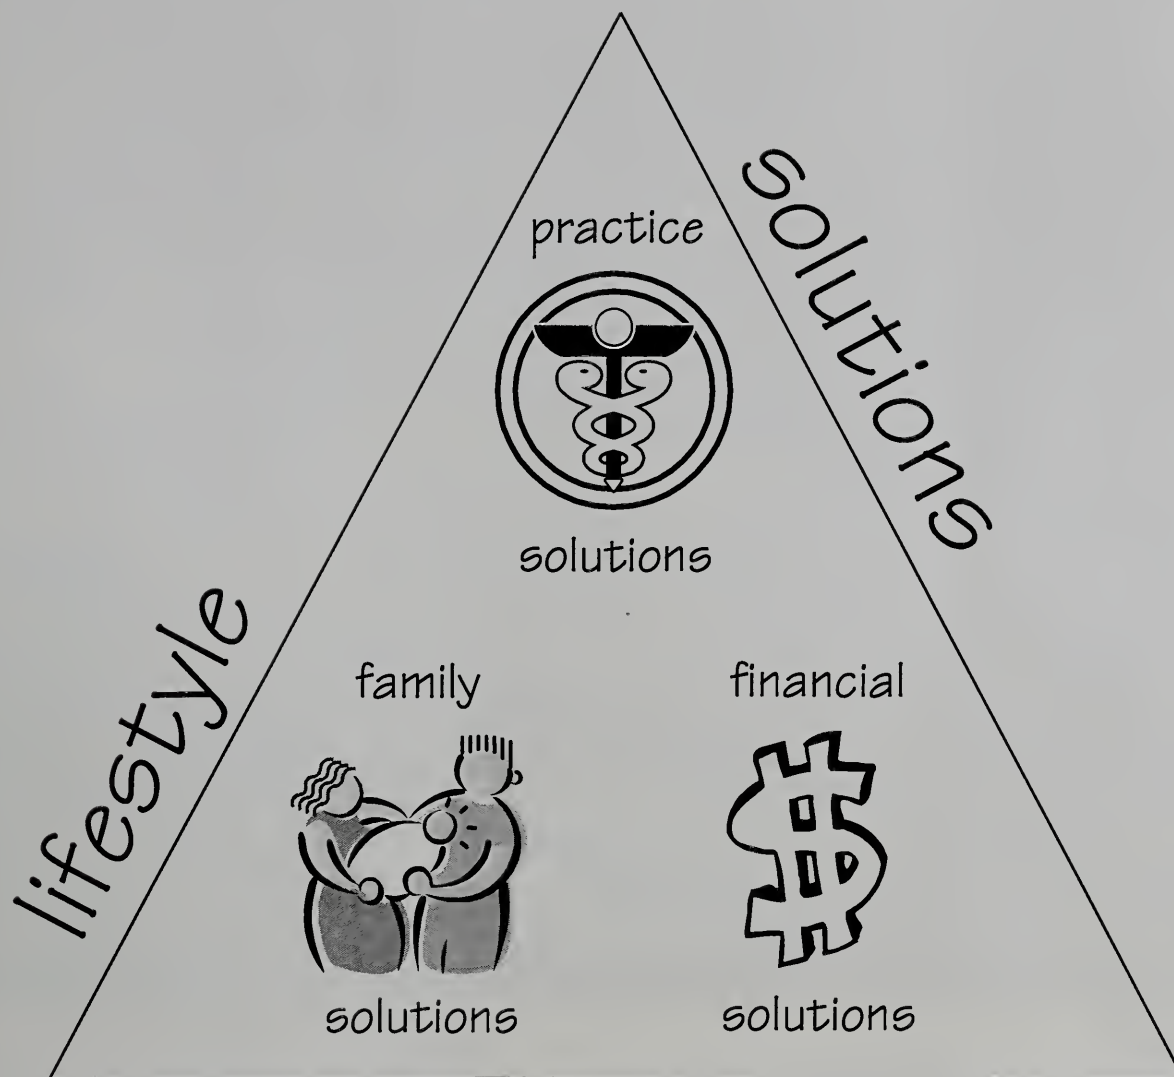 lifestyle
solutions
practice
solutions
family
solutions
financial
solutions